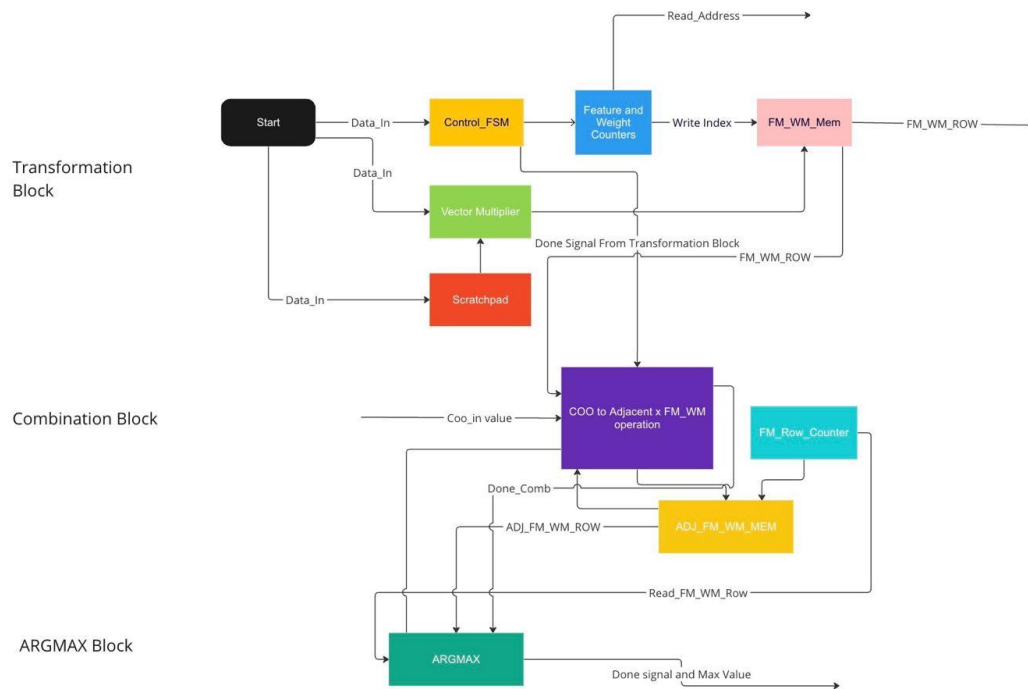 Read_Address
Start
Data_In
Control_FSM
Feature and
Weight
Counters
Write Index
FM_WM_Mem
FM_WM_ROW
Transformation
Block
Data_In
Vector Multiplier
Done Signal From Transformation Block
FM_WM_ROW
Data_In
Scratchpad
Combination Block
Coo_in value
COO to Adjacent x FM_WM
operation
FM_Row_Counter
Done_Comb
ADJ_FM_WM_ROW
ADJ_FM_WM_MEM
Read_FM_WM_Row
ARGMAX Block
ARGMAX
Done signal and Max Value